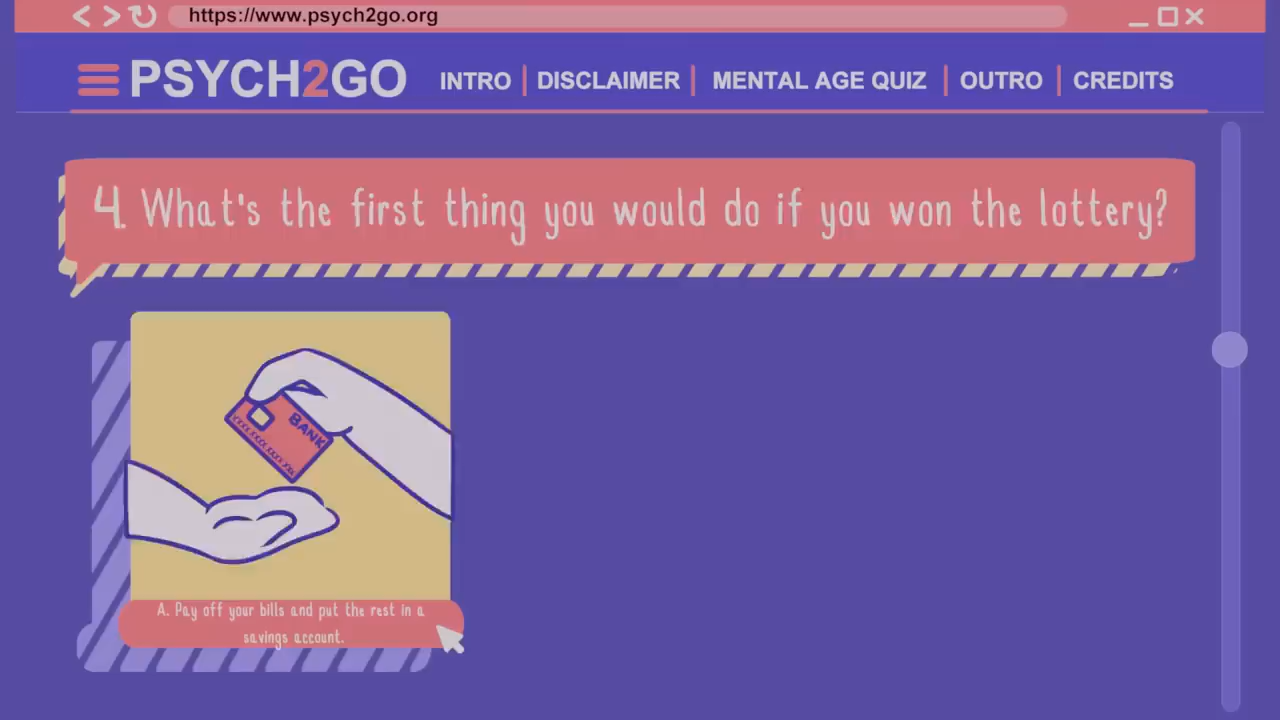 https://www.psych2go.org
PSYCH2GO
INTRO | DISCLAIMER | MENTAL AGE QUIZ | OUTRO | CREDITS
4. What's the first thing you would do if you won the lottery?
BANK
A. Pay off your bills and put the rest in a
savings account.